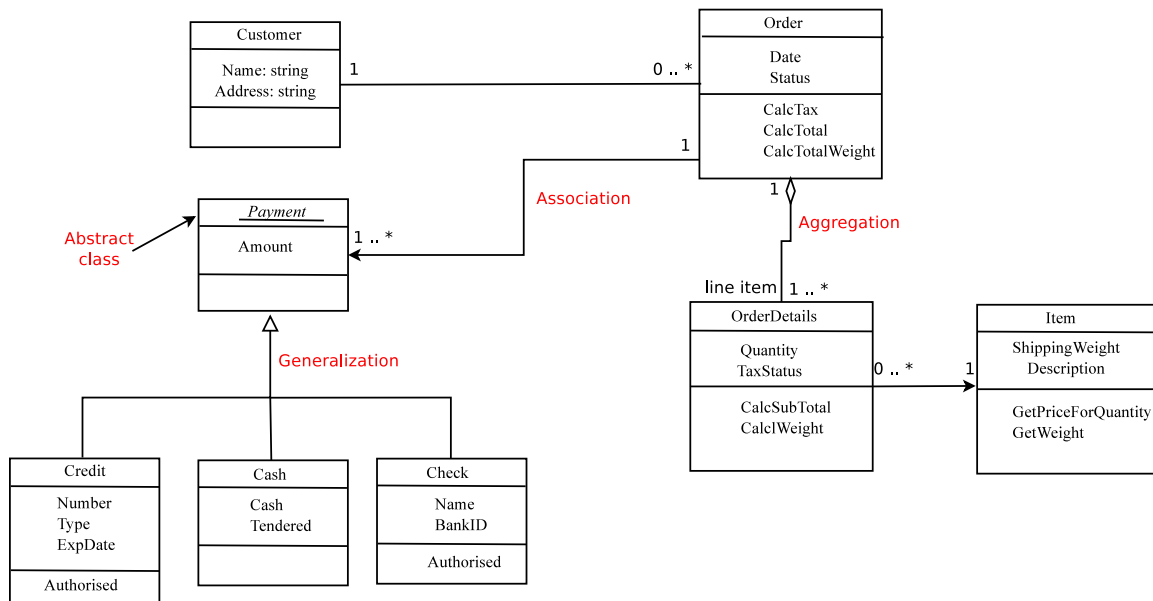 Customer
Name: string
Address: string
1
0 .. *
Order
Date
Status
CalcTax
CalcTotal
CalcTotalWeight
1
1
Association
Aggregation
Payment
Amount
1 .. *
Abstract
class
Generalization
line item
1 .. *
OrderDetails
Quantity
TaxStatus
CalcSubTotal
CalclWeight
0 .. *
1
Item
ShippingWeight
Description
GetPriceForQuantity
GetWeight
Credit
Number
Type
ExpDate
Authorised
Cash
Cash
Tendered
Check
Name
BankID
Authorised